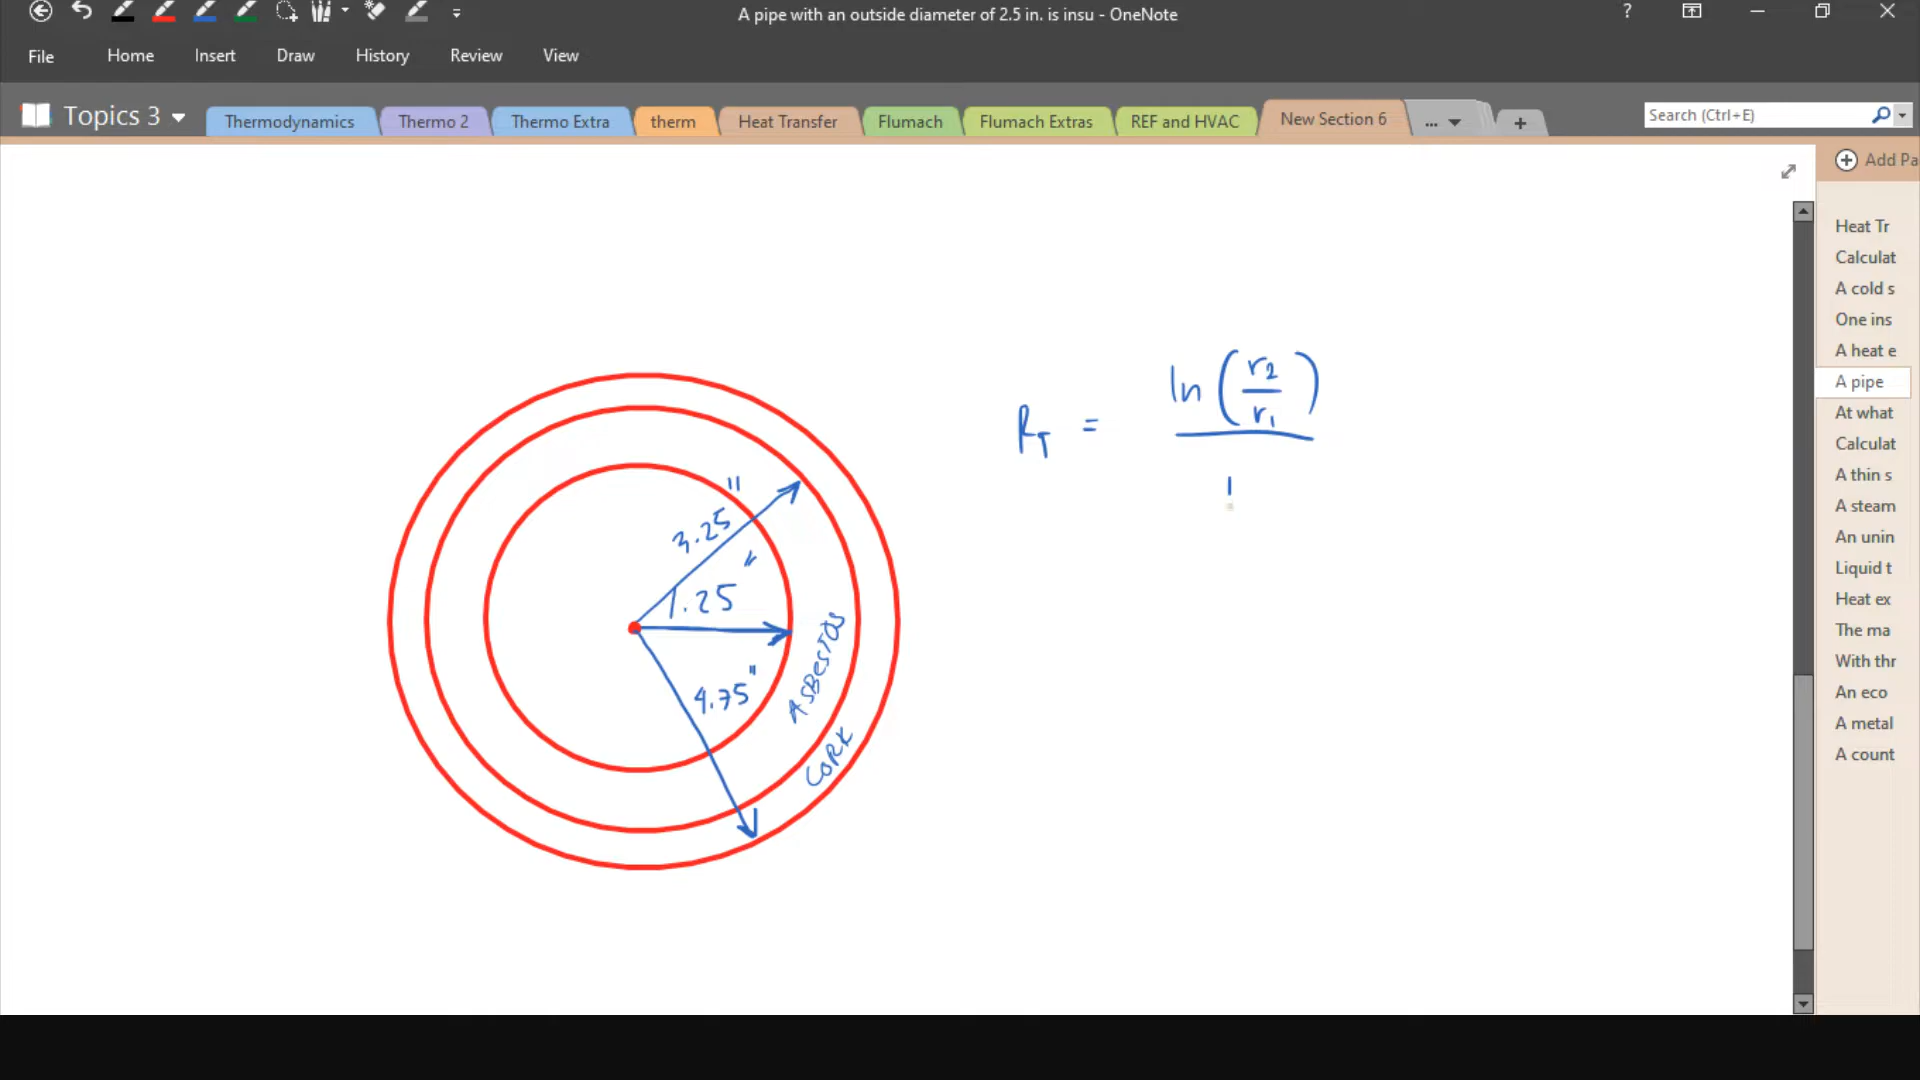 A pipe with an outside diameter of 2.5 in. is insu - OneNote
?
File Home Insert Draw History Review View
Topics 3
Thermodynamics Thermo 2 Thermo Extra therm Heat Transfer Flumach Flumach Extras REF and HVAC New Section 6 ... +
Search (Ctrl+E)
Add Pa
Heat Tr
Calculat
A cold s
One ins
A heat e
A pipe
At what
Calculat
A thin s
A steam
An unin
Liquid t
Heat ex
The ma
With thr
An eco
A metal
A count
3.25"
1.25"
4.75"
ASBESTOS
CORK
R_T = ln(r₂/r₁)